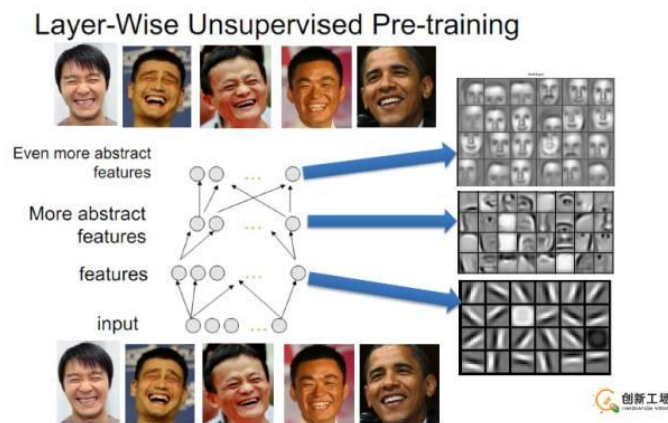 Layer-Wise Unsupervised Pre-training
Even more abstract
features
More abstract
features
features
input
创新工场